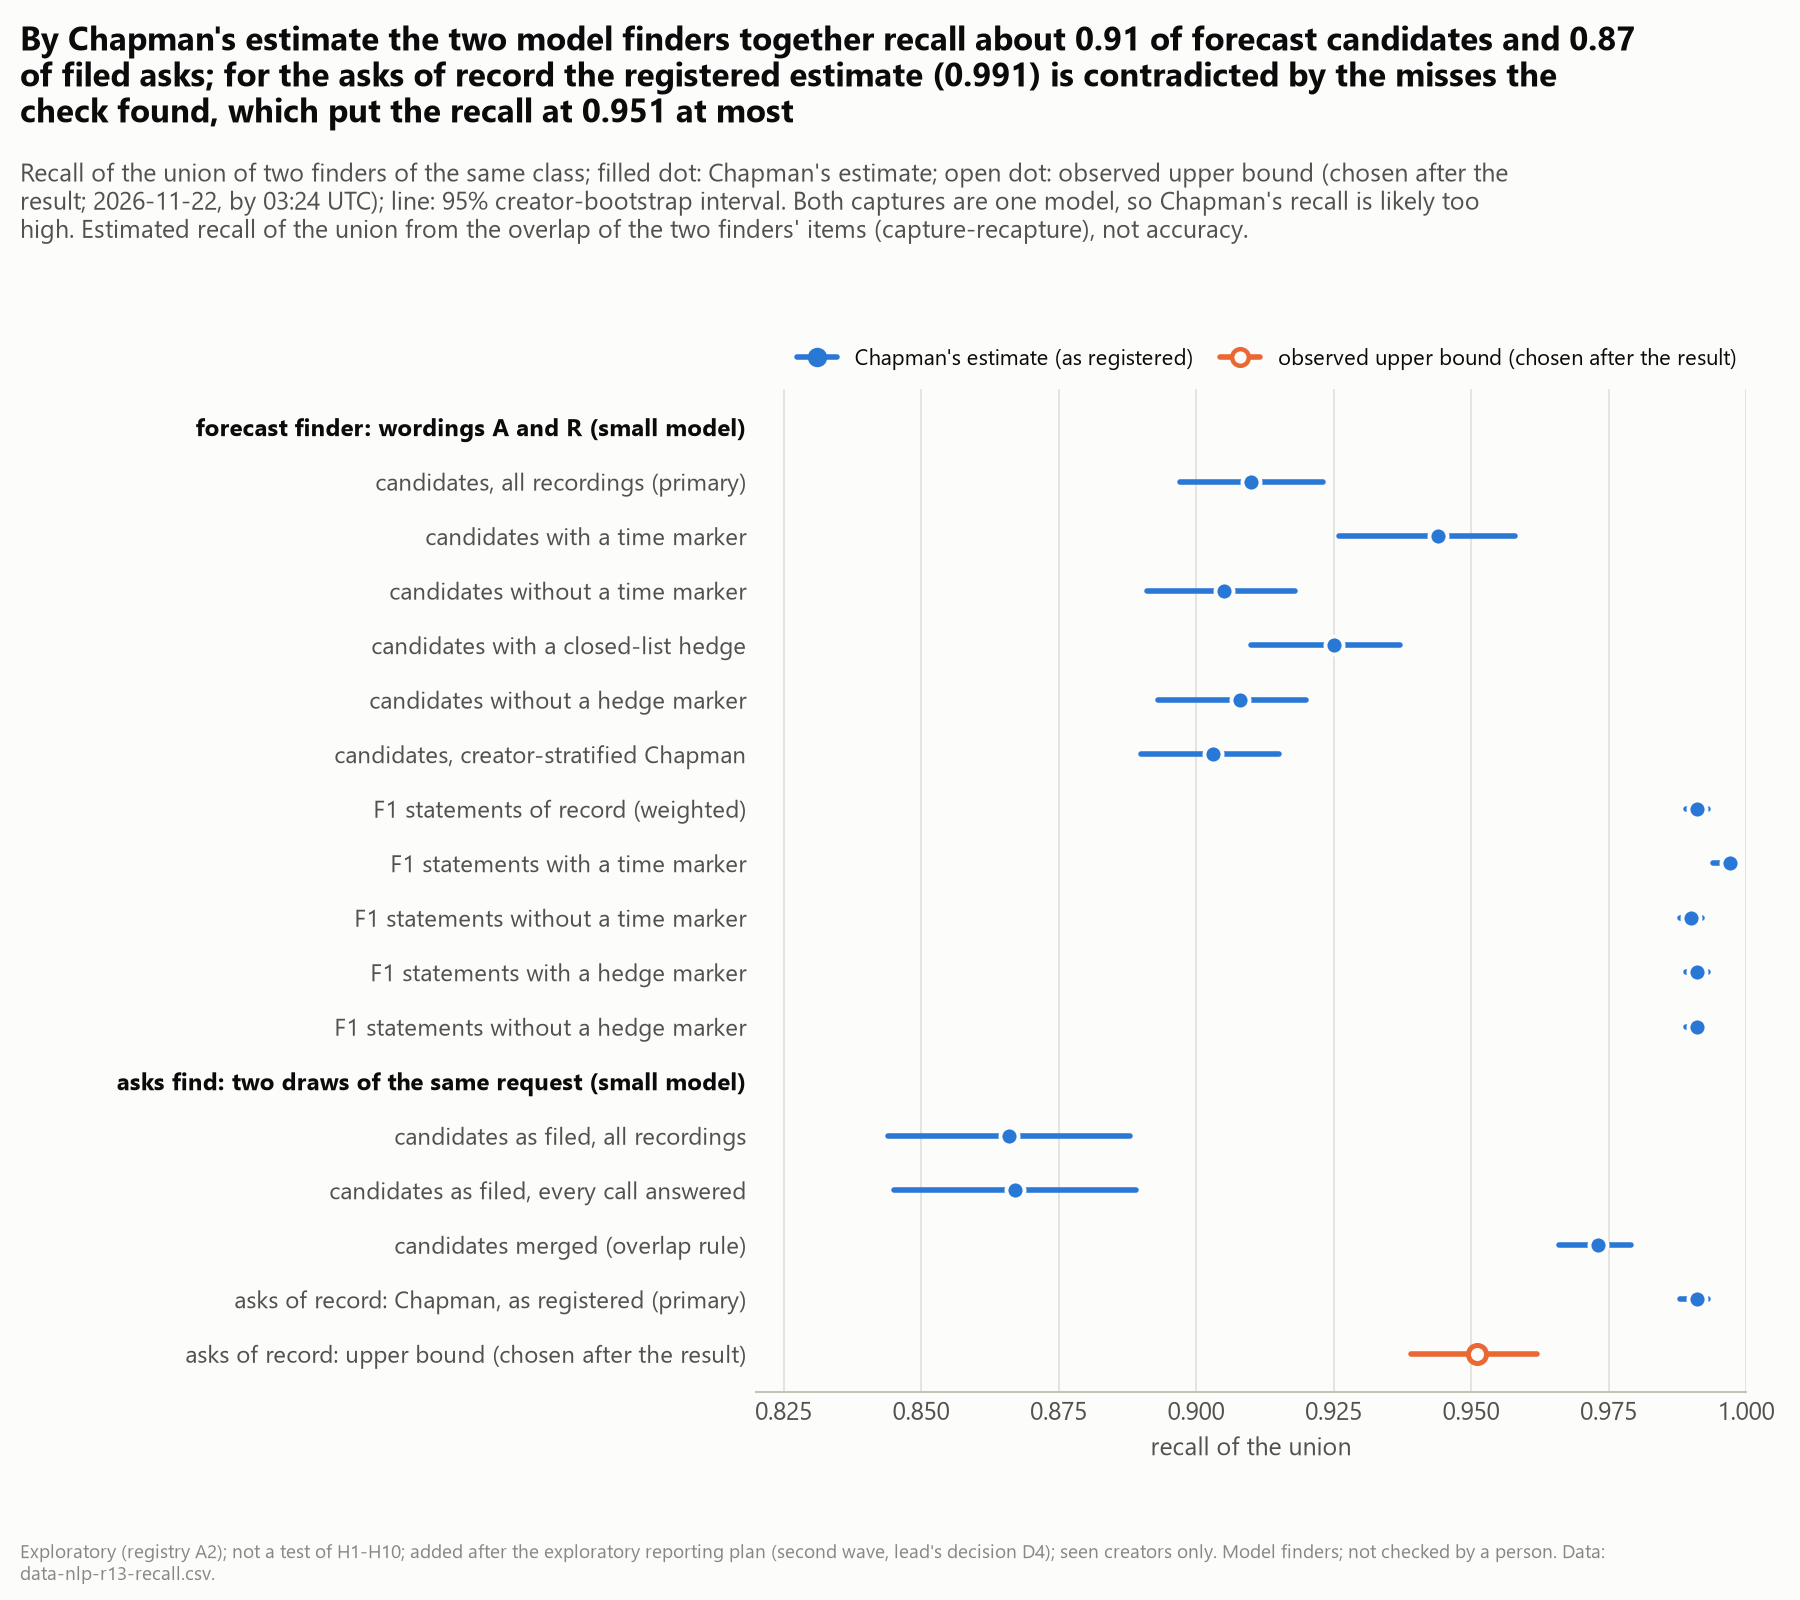 By Chapman's estimate the two model finders together recall about 0.91 of forecast candidates and 0.87
of filed asks; for the asks of record the registered estimate (0.991) is contradicted by the misses the
check found, which put the recall at 0.951 at most
Recall of the union of two finders of the same class; filled dot: Chapman's estimate; open dot: observed upper bound (chosen after the
result; 2026-11-22, by 03:24 UTC); line: 95% creator-bootstrap interval. Both captures are one model, so Chapman's recall is likely too
high. Estimated recall of the union from the overlap of the two finders' items (capture-recapture), not accuracy.
Chapman's estimate (as registered) observed upper bound (chosen after the result)
forecast finder: wordings A and R (small model)
candidates, all recordings (primary)
candidates with a time marker
candidates without a time marker
candidates with a closed-list hedge
candidates without a hedge marker
candidates, creator-stratified Chapman
F1 statements of record (weighted)
F1 statements with a time marker
F1 statements without a time marker
F1 statements with a hedge marker
F1 statements without a hedge marker
asks find: two draws of the same request (small model)
candidates as filed, all recordings
candidates as filed, every call answered
candidates merged (overlap rule)
asks of record: Chapman, as registered (primary)
asks of record: upper bound (chosen after the result)
0.825 0.850 0.875 0.900 0.925 0.950 0.975 1.000
recall of the union
Exploratory (registry A2); not a test of H1-H10; added after the exploratory reporting plan (second wave, lead's decision D4); seen creators only. Model finders; not checked by a person. Data:
data-nlp-r13-recall.csv.